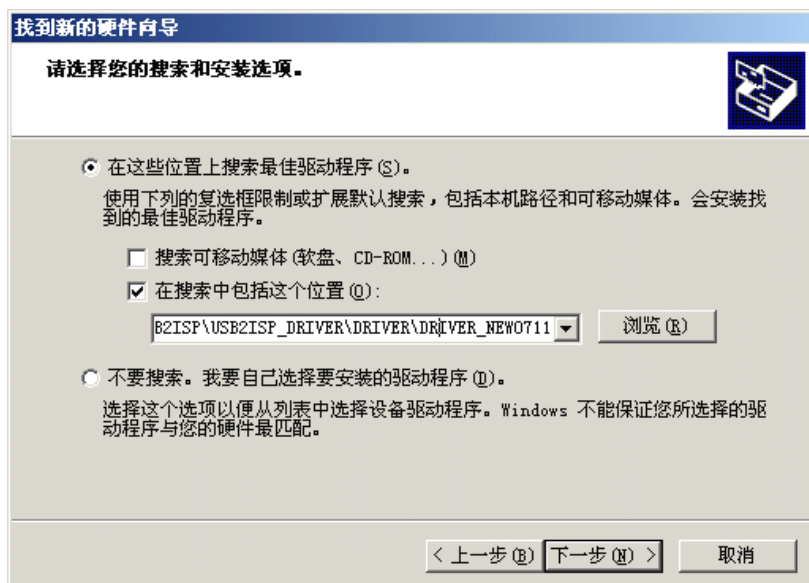 找到新的硬件向导
请选择您的搜索和安装选项。
在这些位置上搜索最佳驱动程序(S)。
使用下列的复选框限制或扩展默认搜索，包括本机路径和可移动媒体。会安装找
到的最佳驱动程序。
搜索可移动媒体(软盘、CD-ROM...)(M)
在搜索中包括这个位置(O):
B2ISP\USB2ISP_DRIVER\DRIVER\DRIVER_NEWO711
浏览(R)
不要搜索。我要自己选择要安装的驱动程序(D)。
选择这个选项以便从列表中选择设备驱动程序。Windows 不能保证您所选择的驱
动程序与您的硬件最匹配。
< 上一步(B)
下一步(N) >
取消